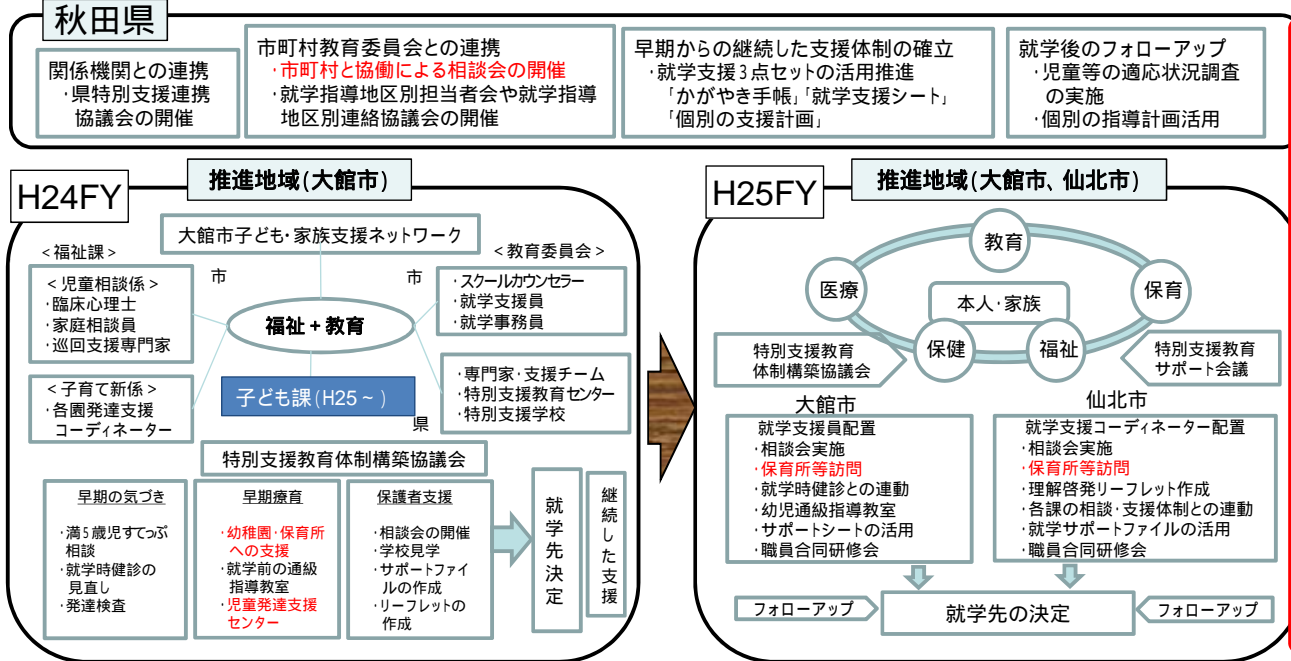 秋田県
関係機関との連携
・県特別支援連携
協議会の開催
市町村教育委員会との連携
・市町村と協働による相談会の開催
・就学指導地区別担当者会や就学指導
地区別連絡協議会の開催
早期からの継続した支援体制の確立
・就学支援3点セットの活用推進
「かがやき手帳」「就学支援シート」
「個別の支援計画」
就学後のフォローアップ
・児童等の適応状況調査
の実施
・個別の指導計画活用
H24FY
推進地域(大館市)
大館市子ども・家族支援ネットワーク
<福祉課>
市
<児童相談係>
・臨床心理士
・家庭相談員
・巡回支援専門家
<子育て新係>
・各園発達支援
コーディネーター
福祉+教育
子ども課(H25~)
<教育委員会>
市
・スクールカウンセラー
・就学支援員
・就学事務員
・専門家・支援チーム
・特別支援教育センター
・特別支援学校
県
特別支援教育体制構築協議会
早期の気づき
・満5歳児すてっぷ
相談
・就学時健診の
見直し
・発達検査
早期療育
・幼稚園・保育所
への支援
・就学前の通級
指導教室
・児童発達支援
センター
保護者支援
・相談会の開催
・学校見学
・サポートファイ
ルの作成
・リーフレットの
作成
就学先決定
継続した支援
H25FY
推進地域(大館市、仙北市)
教育
医療
保育
本人・家族
保健
福祉
特別支援教育
体制構築協議会
特別支援教育
サポート会議
大館市
就学支援員配置
・相談会実施
・保育所等訪問
・就学時健診との連動
・幼児通級指導教室
・サポートシートの活用
・職員合同研修会
仙北市
就学支援コーディネーター配置
・相談会実施
・保育所等訪問
・理解啓発リーフレット作成
・各課の相談・支援体制との連動
・就学サポートファイルの活用
・職員合同研修会
フォローアップ
就学先の決定
フォローアップ